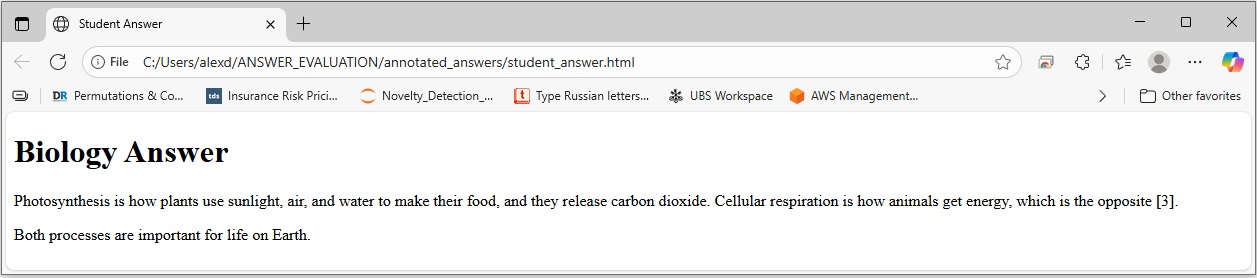 Student Answer
File C:/Users/alexd/ANSWER_EVALUATION/annotated_answers/student_answer.html
DR Permutations & Co... tds Insurance Risk Prici... Novelty_Detection_... t Type Russian letters... UBS Workspace AWS Management... Other favorites
Biology Answer
Photosynthesis is how plants use sunlight, air, and water to make their food, and they release carbon dioxide. Cellular respiration is how animals get energy, which is the opposite [3].
Both processes are important for life on Earth.